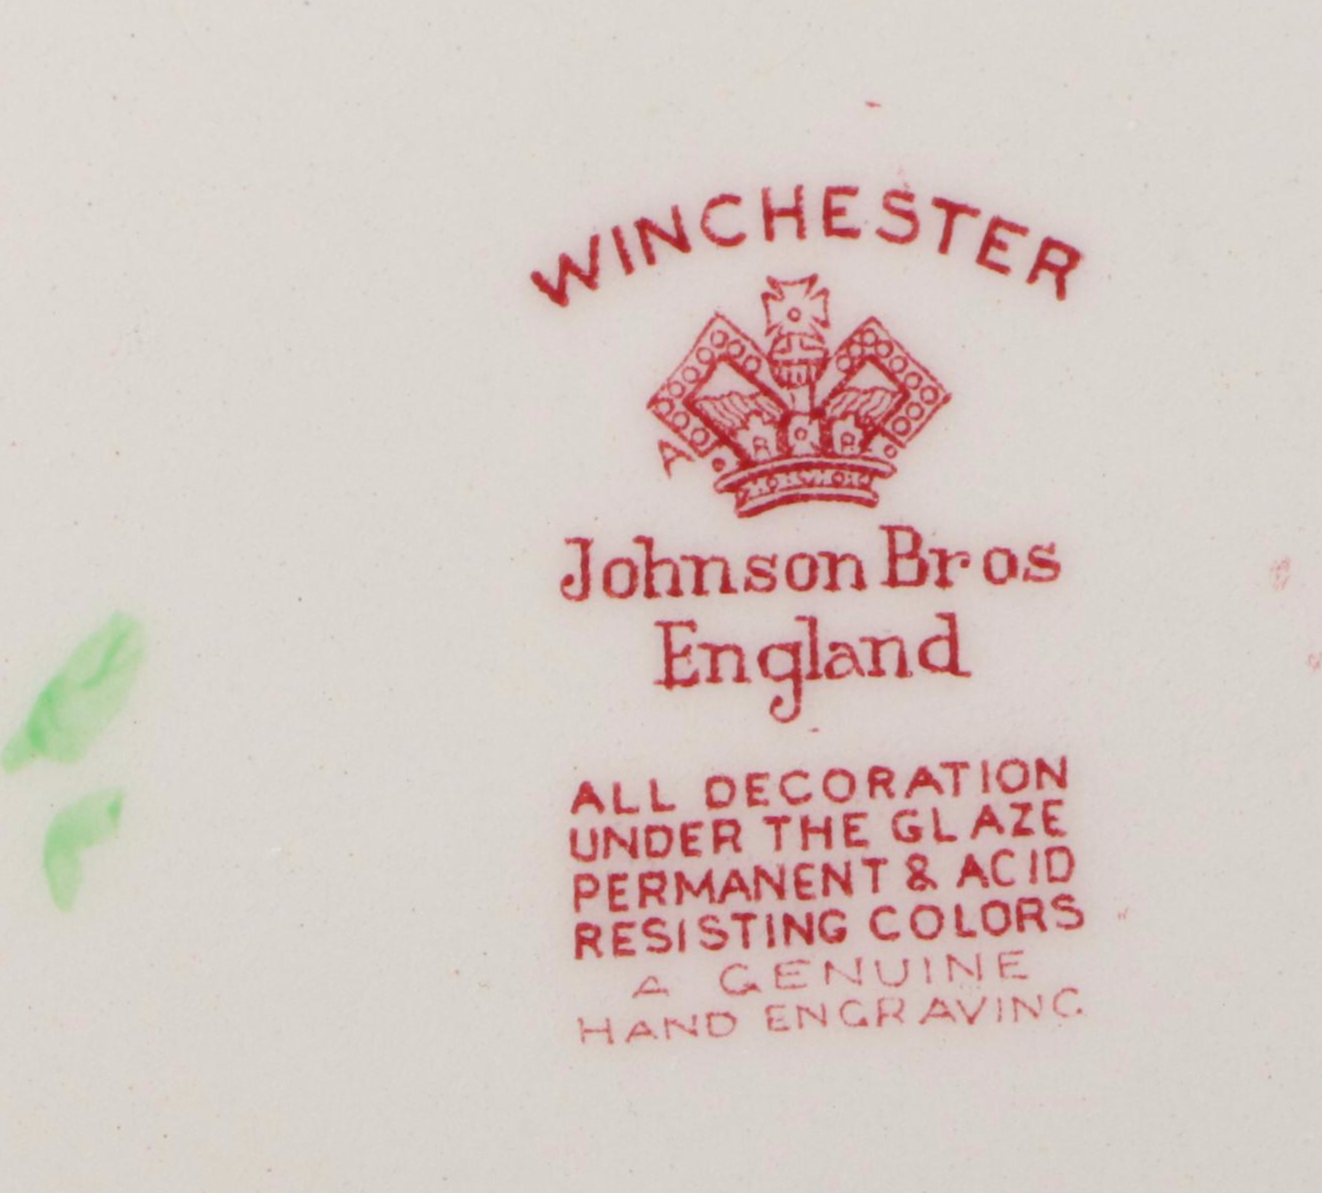 WINCHESTER
A
R R
Johnson Bros
England
ALL DECORATION
UNDER THE GLAZE
PERMANENT & ACID
RESISTING COLORS
A GENUINE
HAND ENGRAVING